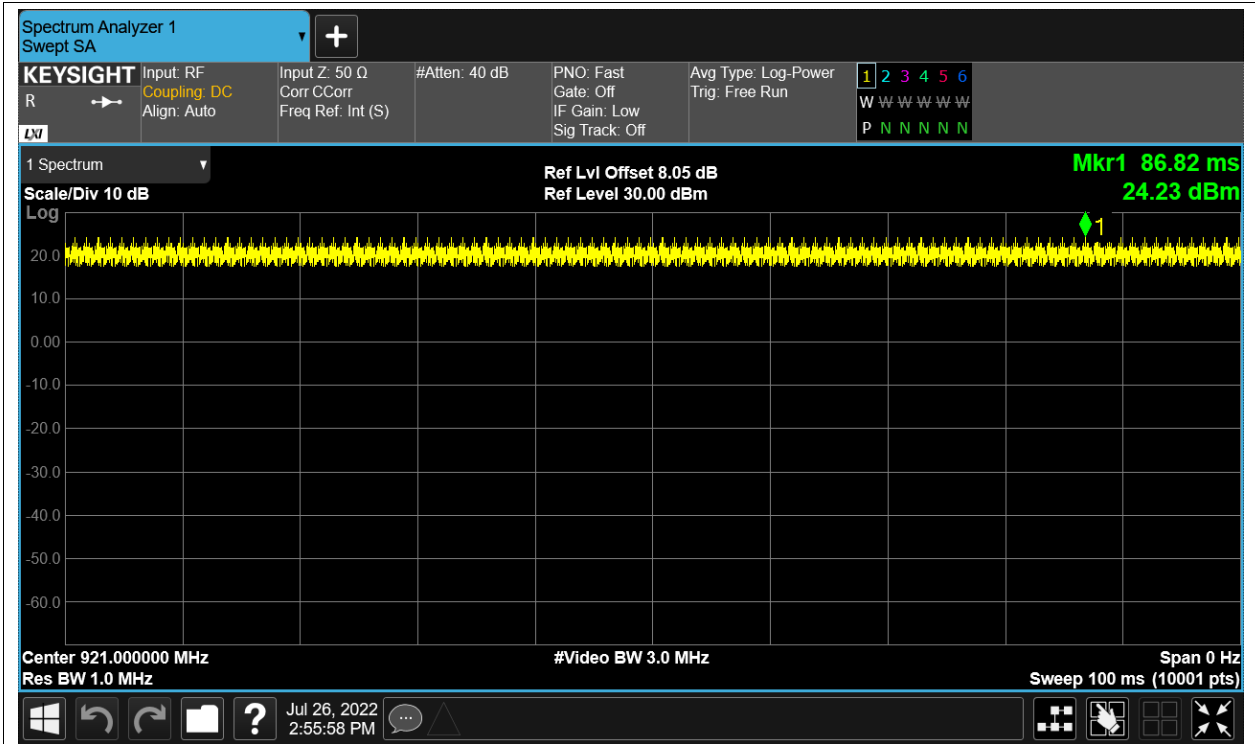 Spectrum Analyzer 1
Swept SA
+
KEYSIGHT
R
LXI
Input: RF
Coupling: DC
Align: Auto
Input Z: 50 Ω
Corr CCorr
Freq Ref: Int (S)
#Atten: 40 dB
PNO: Fast
Gate: Off
IF Gain: Low
Sig Track: Off
Avg Type: Log-Power
Trig: Free Run
1 2 3 4 5 6
W W W W W W
P N N N N N
1 Spectrum
Scale/Div 10 dB
Log
Ref Lvl Offset 8.05 dB
Ref Level 30.00 dBm
Mkr1 86.82 ms
24.23 dBm
1
20.0
10.0
0.00
-10.0
-20.0
-30.0
-40.0
-50.0
-60.0
Center 921.000000 MHz
Res BW 1.0 MHz
#Video BW 3.0 MHz
Span 0 Hz
Sweep 100 ms (10001 pts)
?
Jul 26, 2022
2:55:58 PM